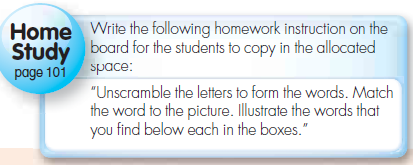 Home
Study
page 101
Write the following homework instruction on the
board for the students to copy in the allocated
space:
“Unscramble the letters to form the words. Match
the word to the picture. Illustrate the words that
you find below each in the boxes.”